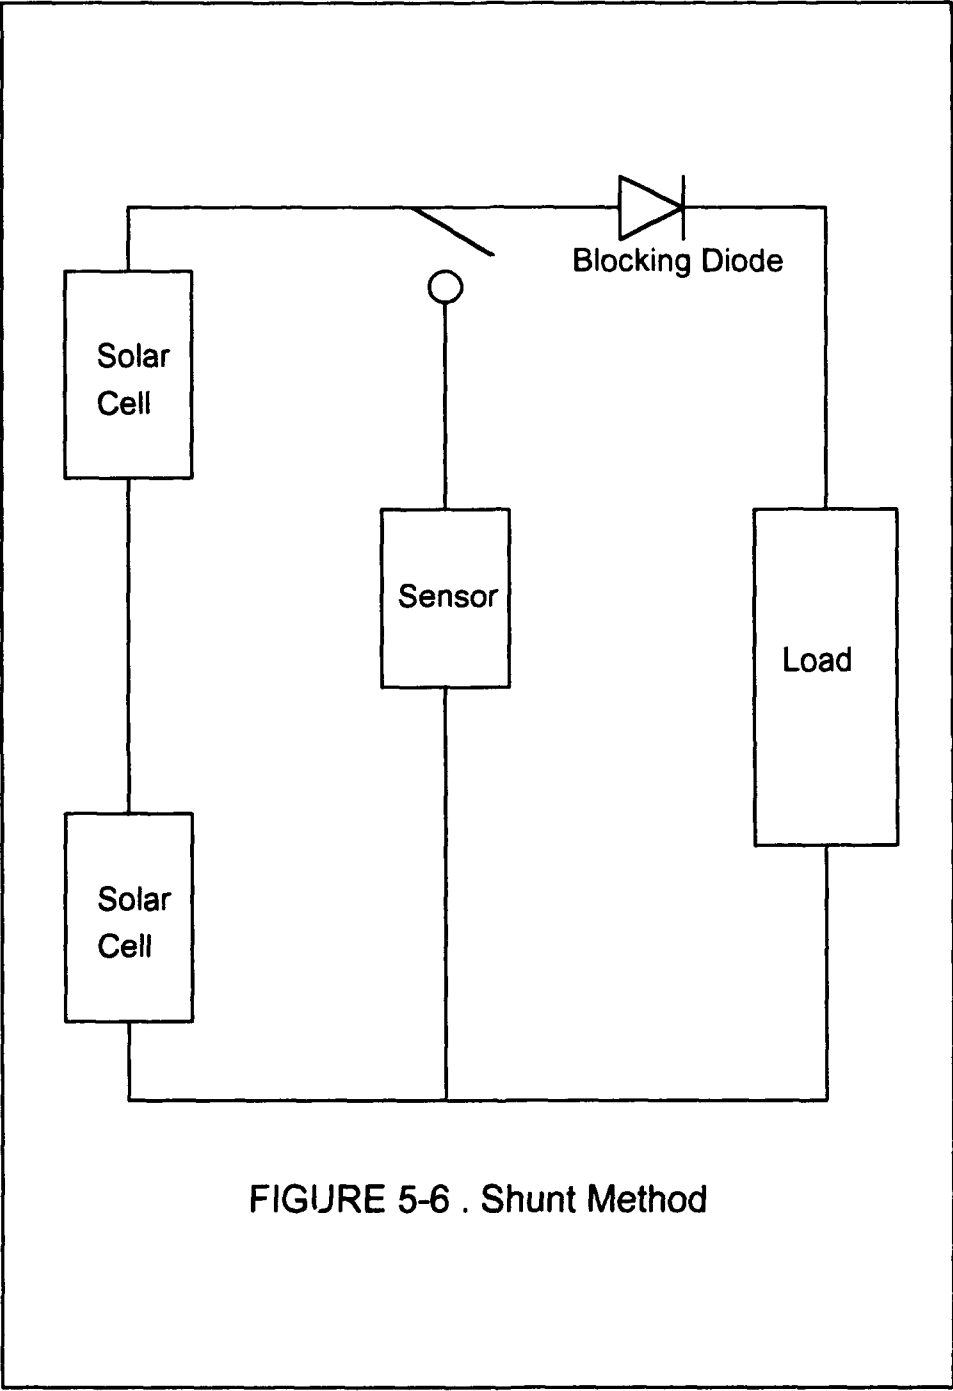 Blocking Diode
Solar
Cell
Sensor
Load
Solar
Cell
FIGURE 5-6 . Shunt Method